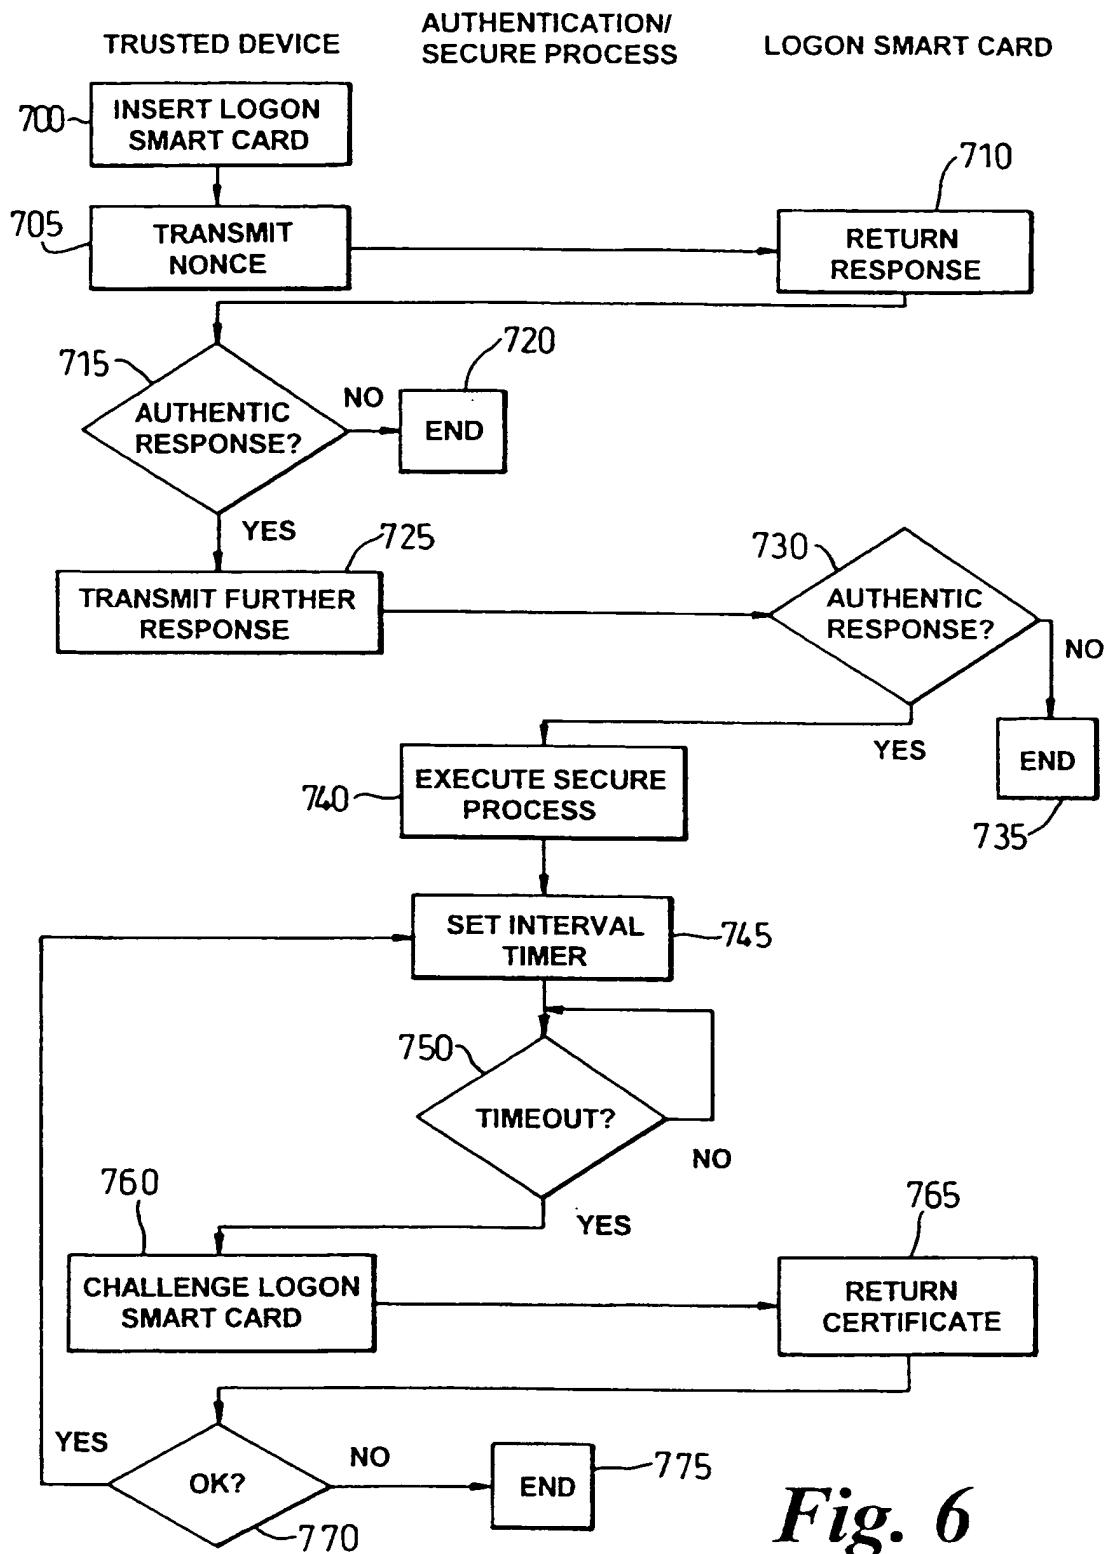 TRUSTED DEVICE
AUTHENTICATION/
SECURE PROCESS
LOGON SMART CARD
700
INSERT LOGON
SMART CARD
705
TRANSMIT
NONCE
710
RETURN
RESPONSE
715
AUTHENTIC
RESPONSE?
NO
720
END
YES
725
TRANSMIT FURTHER
RESPONSE
730
AUTHENTIC
RESPONSE?
NO
YES
END
735
740
EXECUTE SECURE
PROCESS
SET INTERVAL
TIMER
745
750
TIMEOUT?
NO
YES
760
CHALLENGE LOGON
SMART CARD
765
RETURN
CERTIFICATE
YES
OK?
NO
770
END
775
Fig. 6